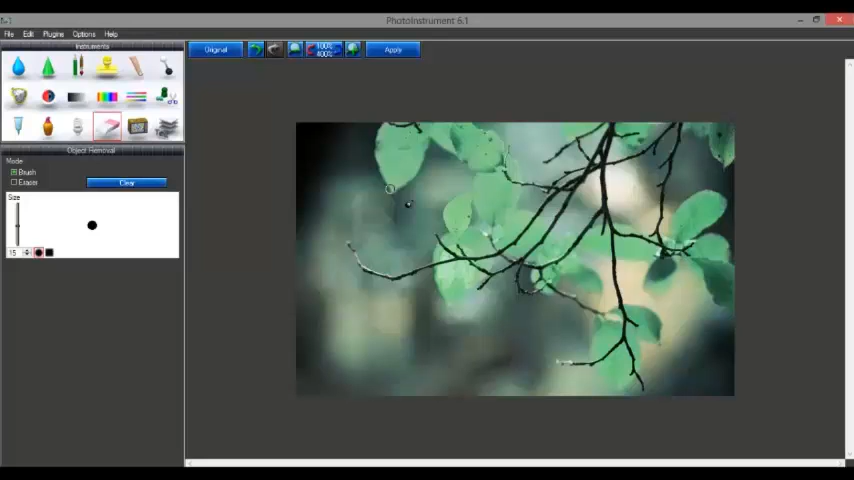 PhotoInstrument 6.1
File Edit Plugins Options Help
Instruments
Original
100%
400%
Apply
Object Removal
Mode
Brush
Eraser
Clear
Size
15